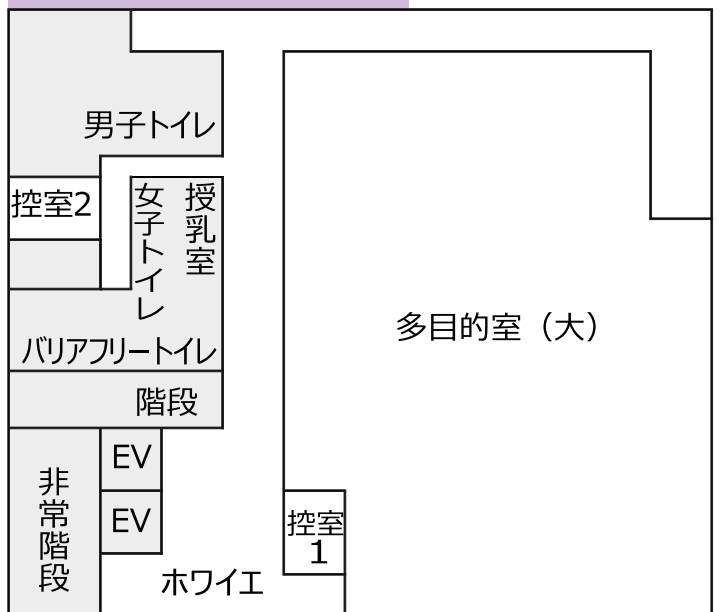 男子トイレ
控室2
女子トイレ
授乳室
多目的室（大）
バリアフリートイレ
階段
EV
EV
非常階段
控室
1
ホワイエ